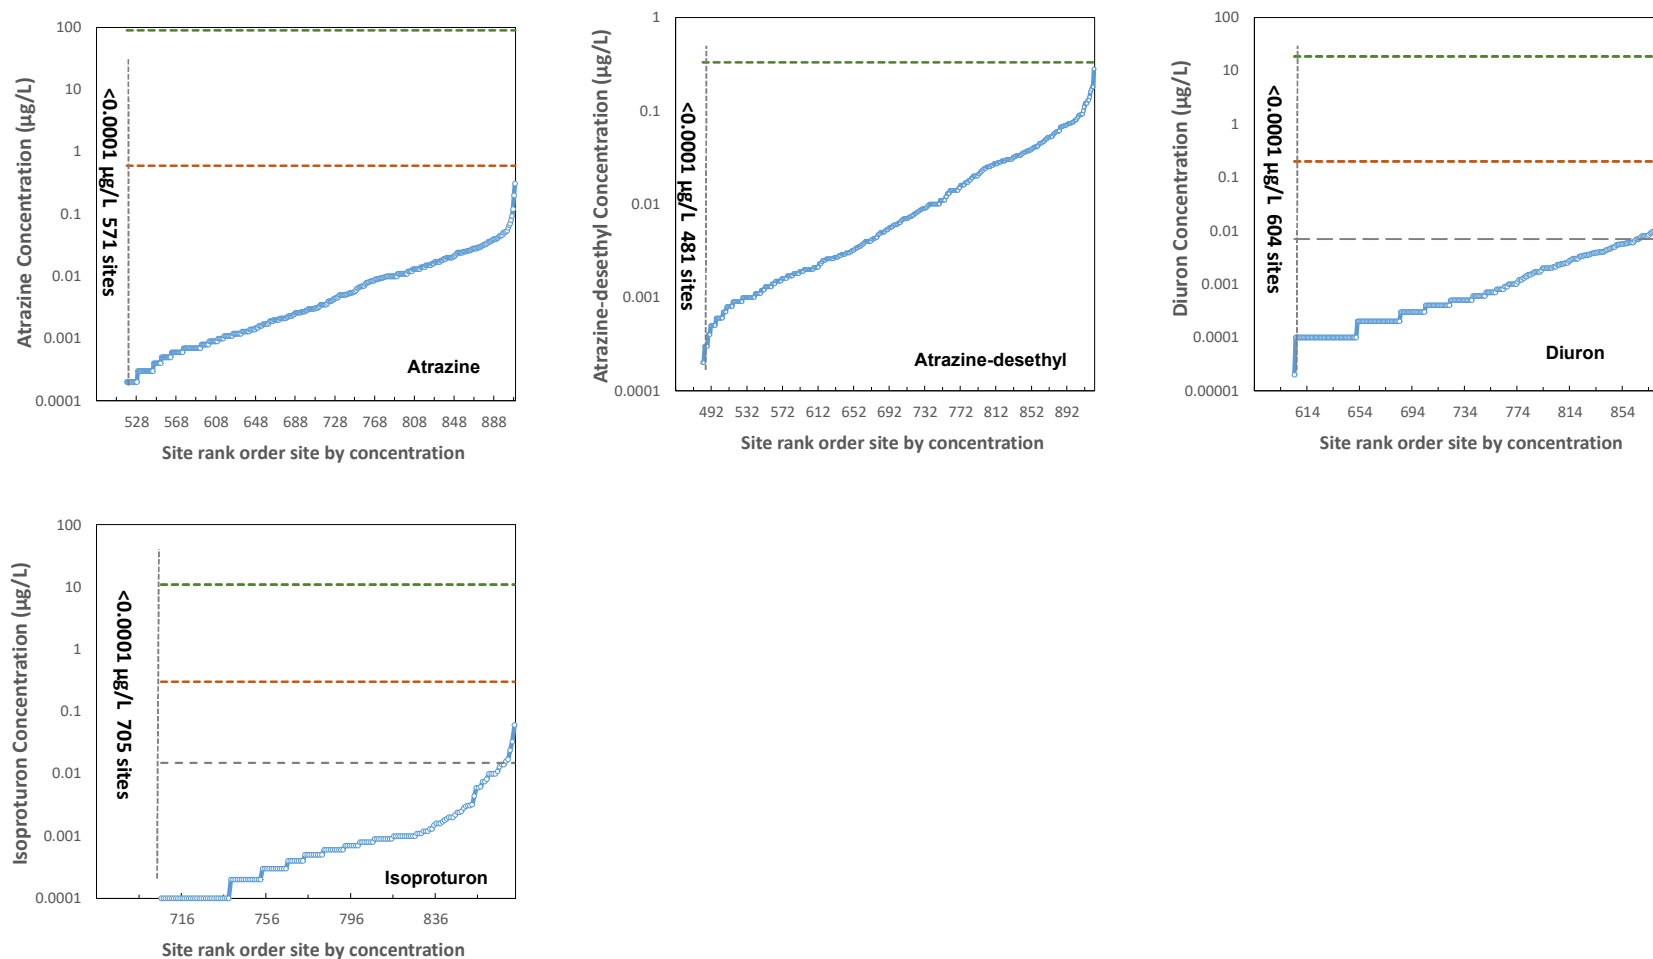 Atrazine Concentration (µg/L)
100
10
1
0.1
0.01
0.001
0.0001
<0.0001 µg/L 571 sites
Atrazine
528 568 608 648 688 728 768 808 848 888
Site rank order site by concentration
Atrazine-desethyl Concentration (µg/L)
1
0.1
0.01
0.001
0.0001
<0.0001 µg/L 481 sites
Atrazine-desethyl
492 532 572 612 652 692 732 772 812 852 892
Site rank order site by concentration
Diuron Concentration (µg/L)
100
10
1
0.1
0.01
0.001
0.0001
0.00001
<0.0001 µg/L 604 sites
Diuron
614 654 694 734 774 814 854
Site rank order site by concentration
Isoproturon Concentration (µg/L)
100
10
1
0.1
0.01
0.001
0.0001
<0.0001 µg/L 705 sites
Isoproturon
716 756 796 836
Site rank order site by concentration